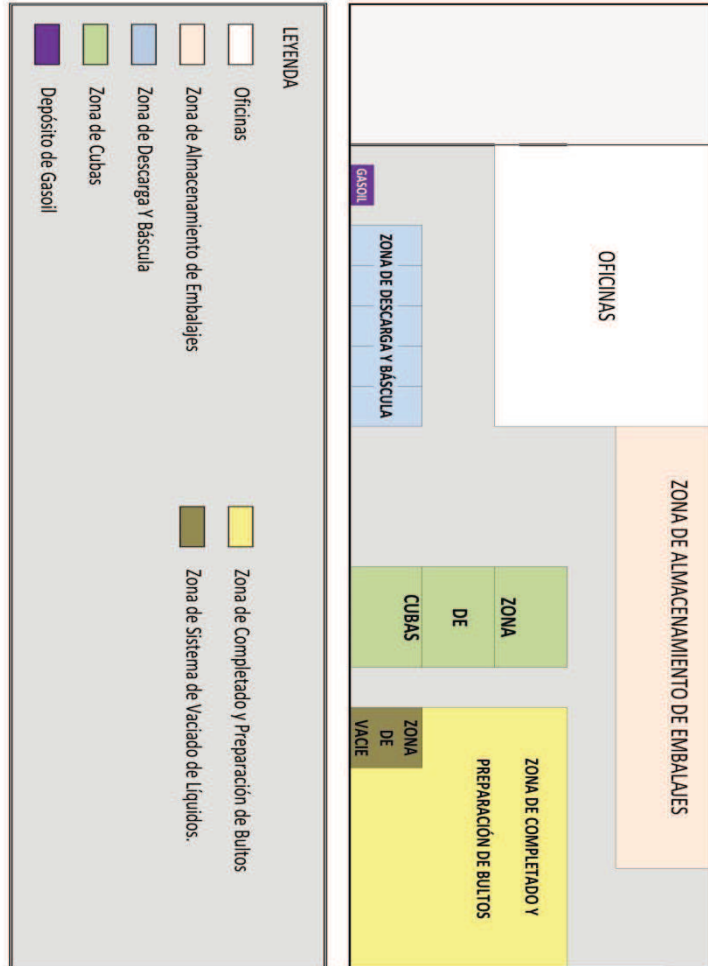 OFICINAS
ZONA DE ALMACENAMIENTO DE EMBALAJES
GASOIL
ZONA DE DESCARGA Y BÁSCULA
ZONA
DE
CUBAS
ZONA DE COMPLETADO Y
PREPARACIÓN DE BULTOS
ZONA
DE
VACIE
LEYENDA
Oficinas
Zona de Almacenamiento de Embalajes
Zona de Descarga Y Báscula
Zona de Cubas
Depósito de Gasoil
Zona de Completado y Preparación de Bultos
Zona de Sistema de Vaciado de Líquidos.